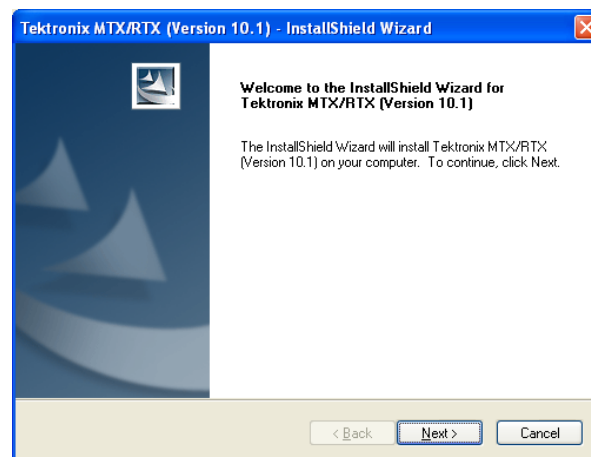 Tektronix MTX/RTX (Version 10.1) - InstallShield Wizard
Welcome to the InstallShield Wizard for
Tektronix MTX/RTX (Version 10.1)
The InstallShield Wizard will install Tektronix MTX/RTX
(Version 10.1) on your computer. To continue, click Next.
< Back
Next >
Cancel